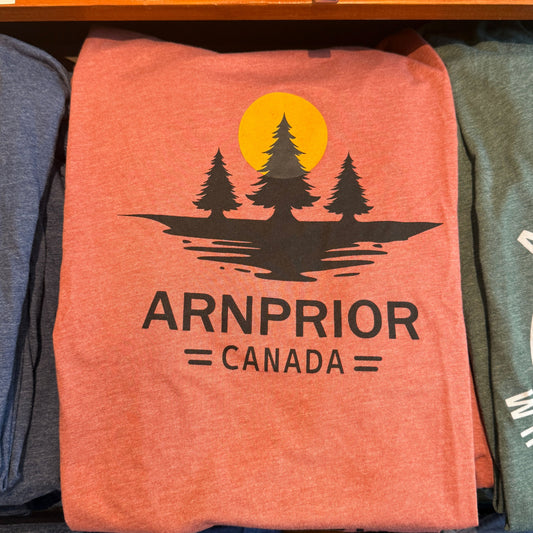 ARNPRIOR
= CANADA =